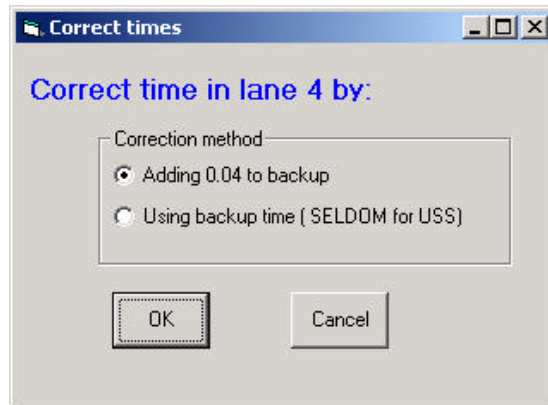 Correct times
Correct time in lane 4 by:
Correction method
Adding 0.04 to backup
Using backup time ( SELDOM for USS)
OK
Cancel